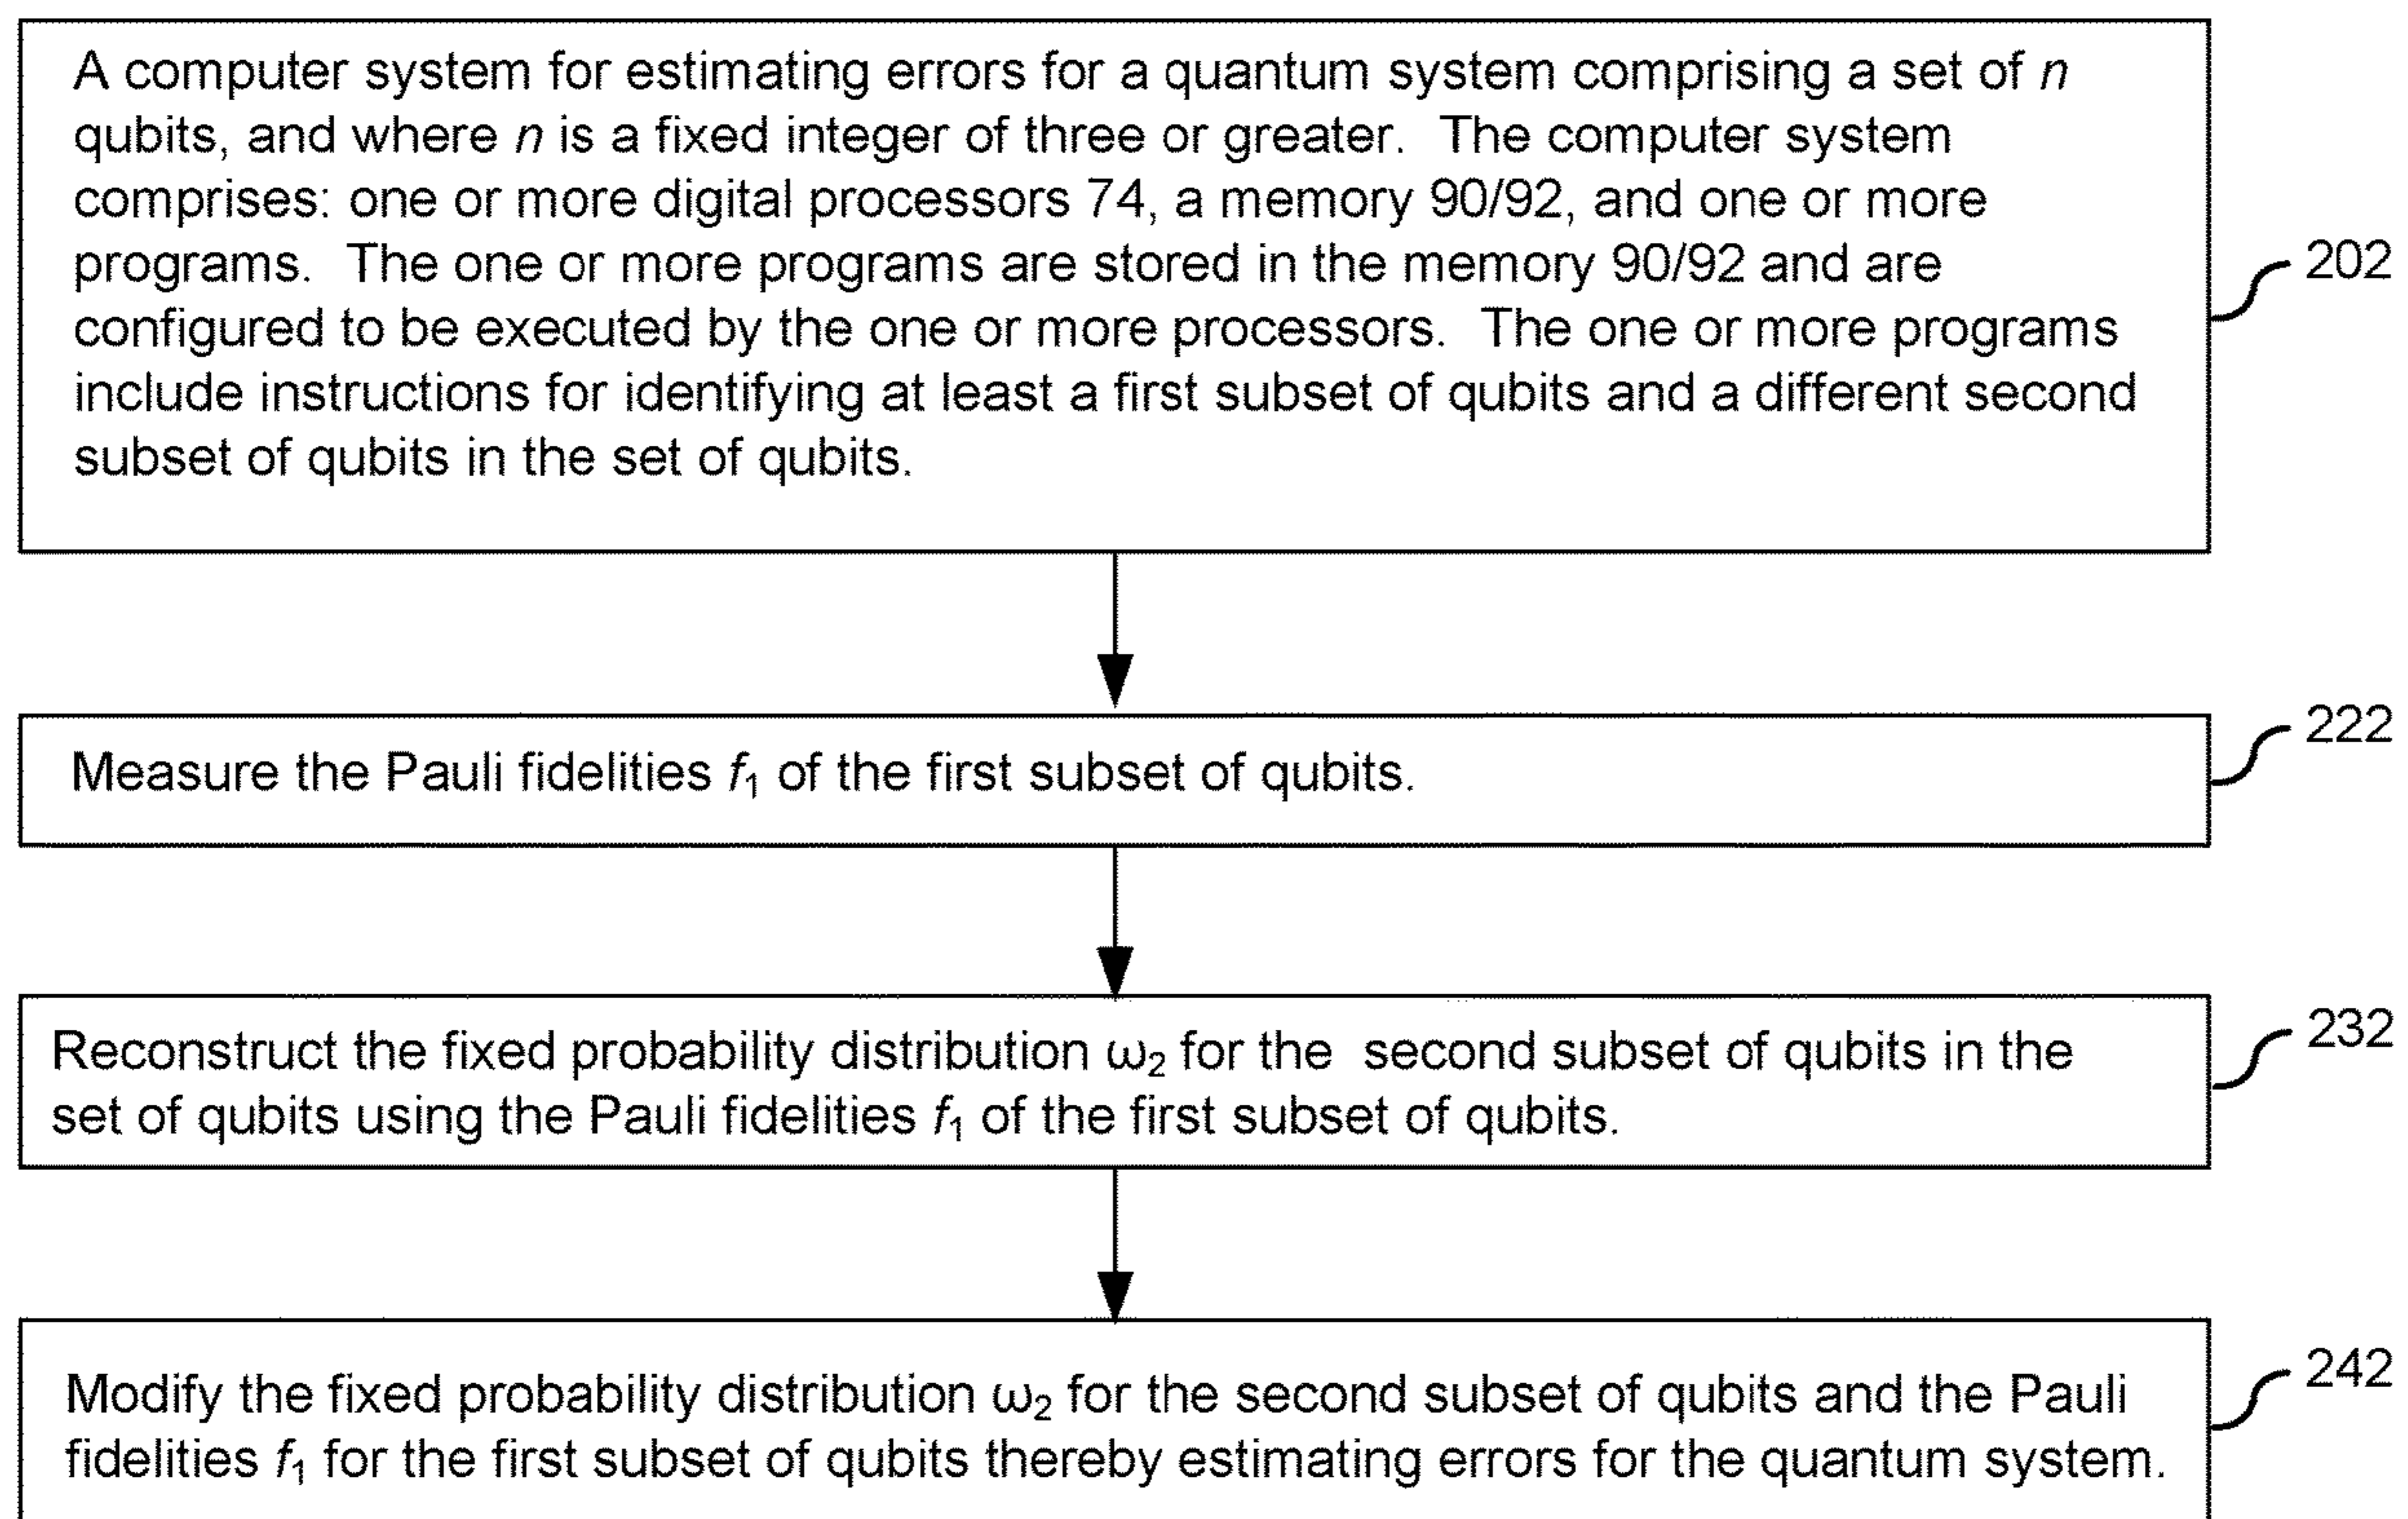 A computer system for estimating errors for a quantum system comprising a set of n
qubits, and where n is a fixed integer of three or greater.  The computer system
comprises: one or more digital processors 74, a memory 90/92, and one or more
programs.  The one or more programs are stored in the memory 90/92 and are
configured to be executed by the one or more processors.  The one or more programs
include instructions for identifying at least a first subset of qubits and a different second
subset of qubits in the set of qubits.
202
Measure the Pauli fidelities f₁ of the first subset of qubits.
222
Reconstruct the fixed probability distribution ω₂ for the  second subset of qubits in the
set of qubits using the Pauli fidelities f₁ of the first subset of qubits.
232
Modify the fixed probability distribution ω₂ for the second subset of qubits and the Pauli
fidelities f₁ for the first subset of qubits thereby estimating errors for the quantum system.
242